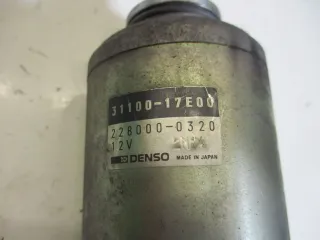 31100-17E00
228000-0320
12V
DENSO MADE IN JAPAN